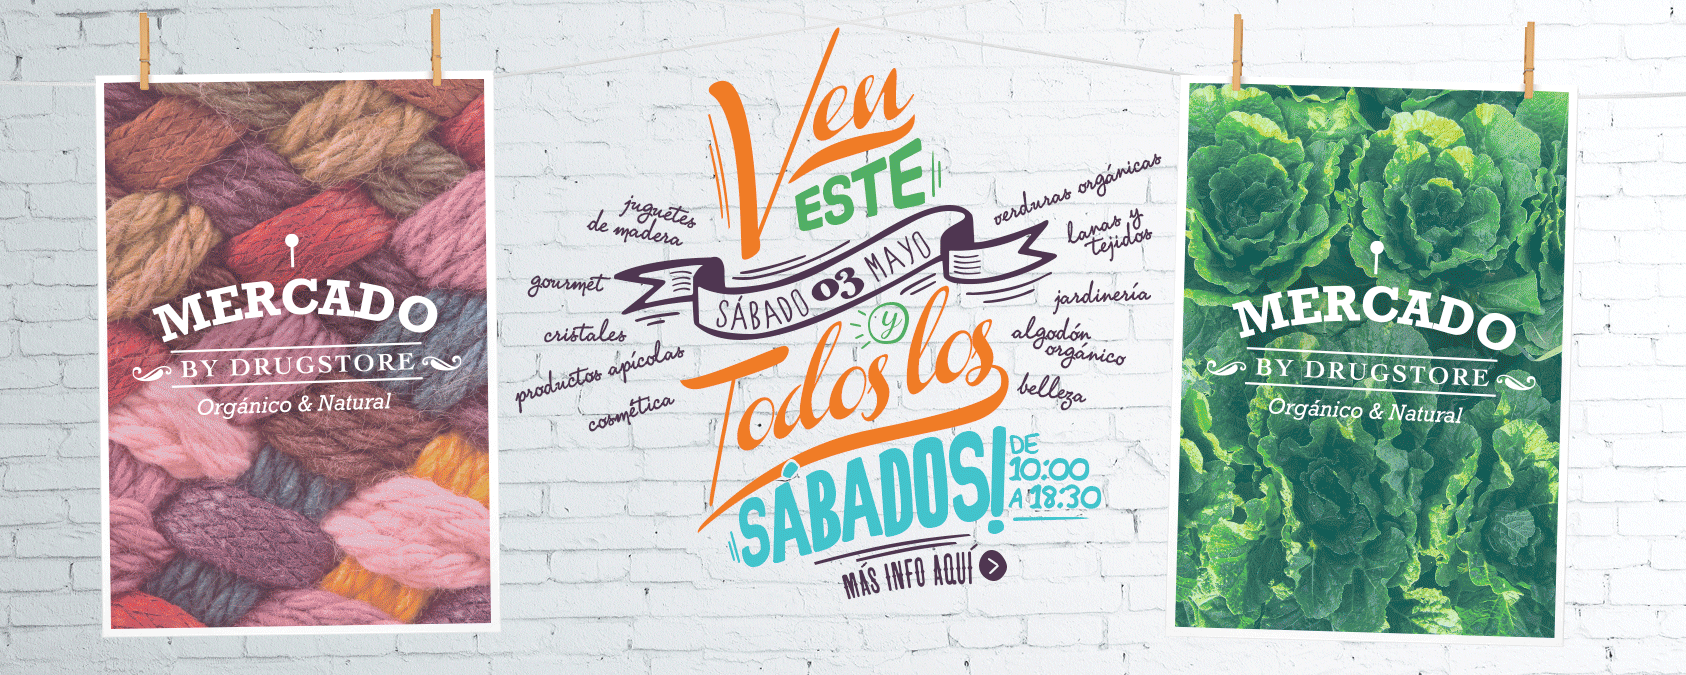 MERCADO
BY DRUGSTORE
Orgánico & Natural
Ven
ESTE
SÁBADO 03 MAYO
y
Todos los
SÁBADOS!
DE
10:00
A 18:30
MÁS INFO AQUÍ >
juguetes
de madera
gourmet
cristales
productos apícolas
cosmética
verduras orgánicas
lanas y
tejidos
jardinería
algodón
orgánico
belleza
MERCADO
BY DRUGSTORE
Orgánico & Natural